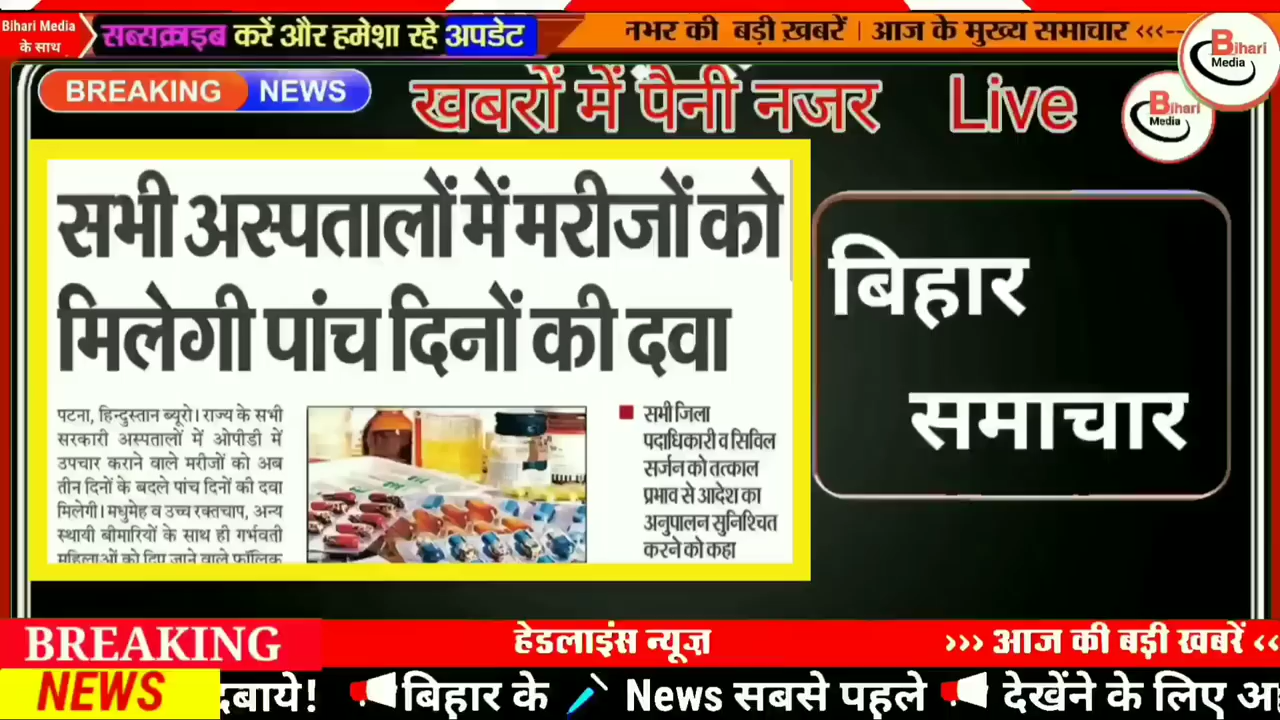 Bihari Media
के साथ
सब्सक्राइब करें और हमेशा रहे अपडेट
नभर की बड़ी ख़बरें | आज के मुख्य समाचार <<<--
Bihari
Media
BREAKING NEWS
खबरों में पैनी नजर Live
Bihari
Media
सभी अस्पतालों में मरीजों को
मिलेगी पांच दिनों की दवा
पटना, हिन्दुस्तान ब्यूरो। राज्य के सभी
सरकारी अस्पतालों में ओपीडी में
उपचार कराने वाले मरीजों को अब
तीन दिनों के बदले पांच दिनों की दवा
मिलेगी। मधुमेह व उच्च रक्तचाप, अन्य
स्थायी बीमारियों के साथ ही गर्भवती
महिलाओं को दिए जाने वाले फॉलिक
सभी जिला
पदाधिकारी व सिविल
सर्जन को तत्काल
प्रभाव से आदेश का
अनुपालन सुनिश्चित
करने को कहा
बिहार
समाचार
BREAKING
NEWS
हेडलाइंस न्यूज़ >>> आज की बड़ी खबरें <<
दबाये! बिहार के News सबसे पहले देखेंने के लिए